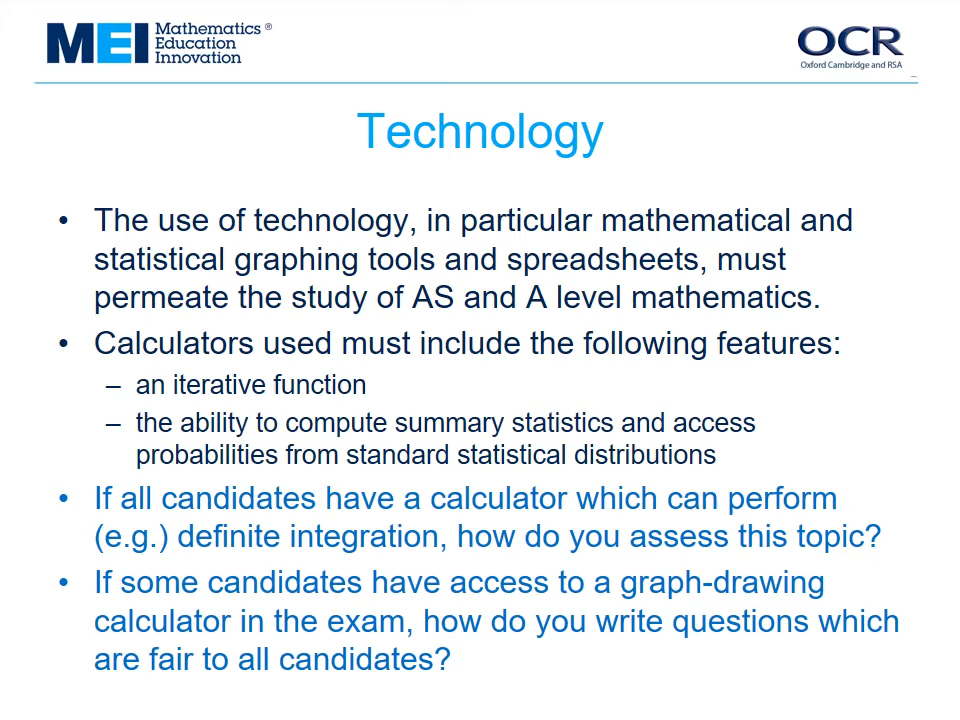 MEI Mathematics ®
Education
Innovation
OCR
Oxford Cambridge and RSA
Technology
• The use of technology, in particular mathematical and
statistical graphing tools and spreadsheets, must
permeate the study of AS and A level mathematics.
• Calculators used must include the following features:
– an iterative function
– the ability to compute summary statistics and access
probabilities from standard statistical distributions
• If all candidates have a calculator which can perform
(e.g.) definite integration, how do you assess this topic?
• If some candidates have access to a graph-drawing
calculator in the exam, how do you write questions which
are fair to all candidates?